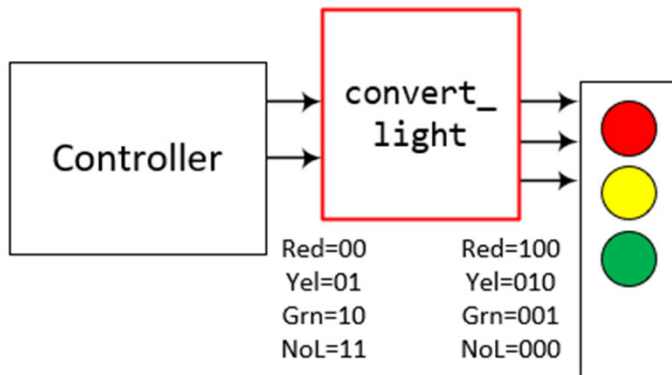 Controller
convert_
light
Red=00
Yel=01
Grn=10
NoL=11
Red=100
Yel=010
Grn=001
NoL=000